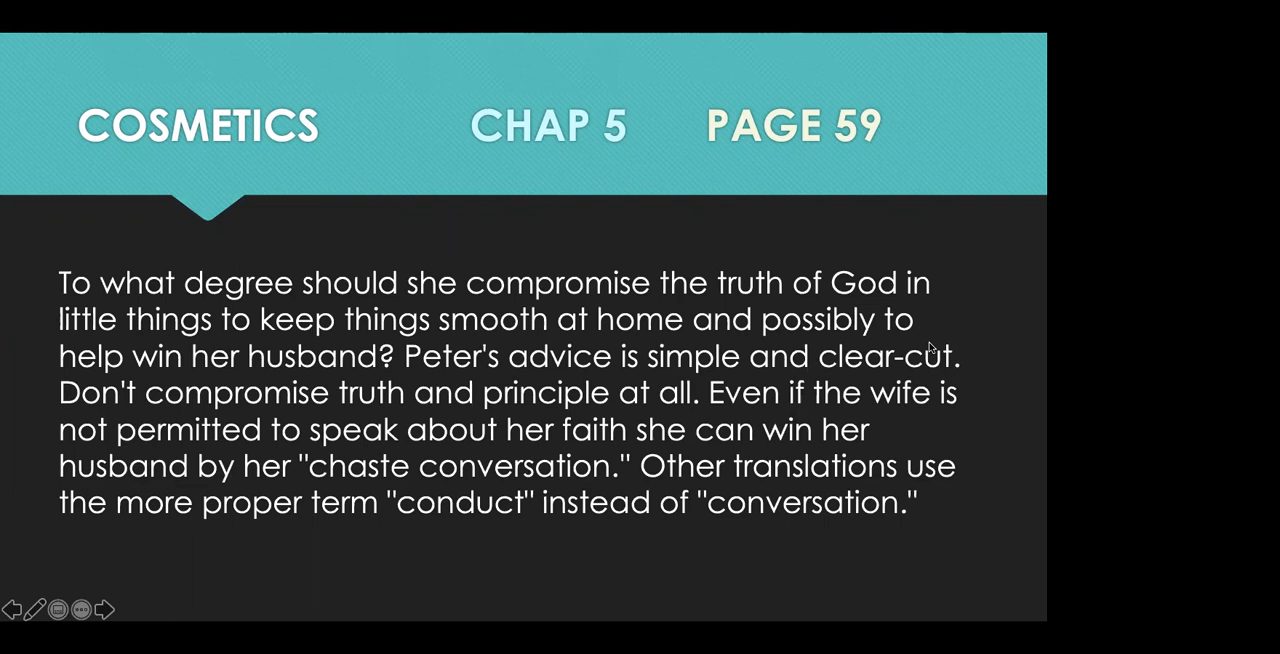 COSMETICS CHAP 5 PAGE 59
To what degree should she compromise the truth of God in
little things to keep things smooth at home and possibly to
help win her husband? Peter's advice is simple and clear-cut.
Don't compromise truth and principle at all. Even if the wife is
not permitted to speak about her faith she can win her
husband by her "chaste conversation." Other translations use
the more proper term "conduct" instead of "conversation."